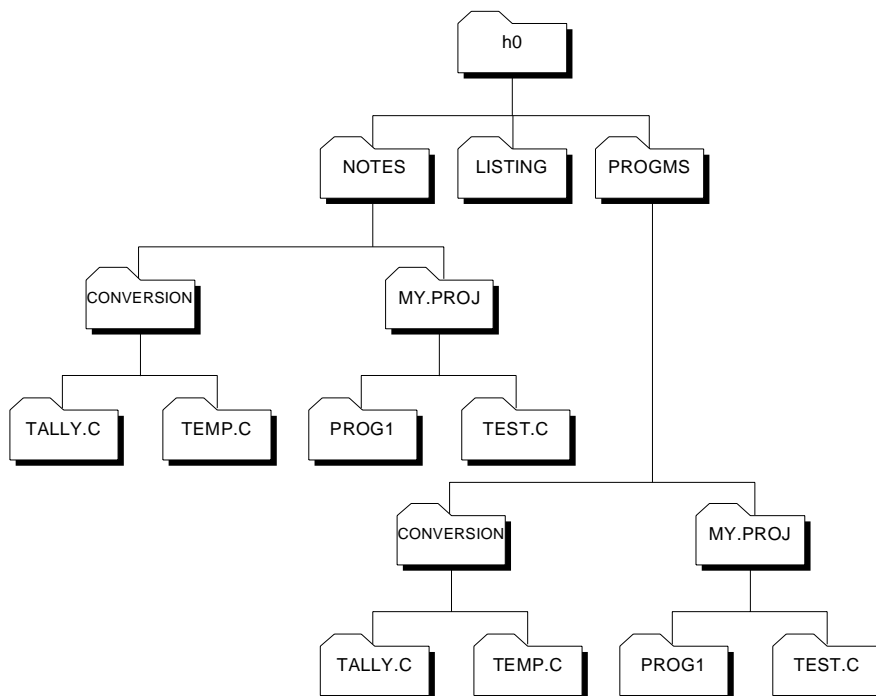 h0
NOTES
LISTING
PROGMS
CONVERSION
MY.PROJ
TALLY.C
TEMP.C
PROG1
TEST.C
CONVERSION
MY.PROJ
TALLY.C
TEMP.C
PROG1
TEST.C